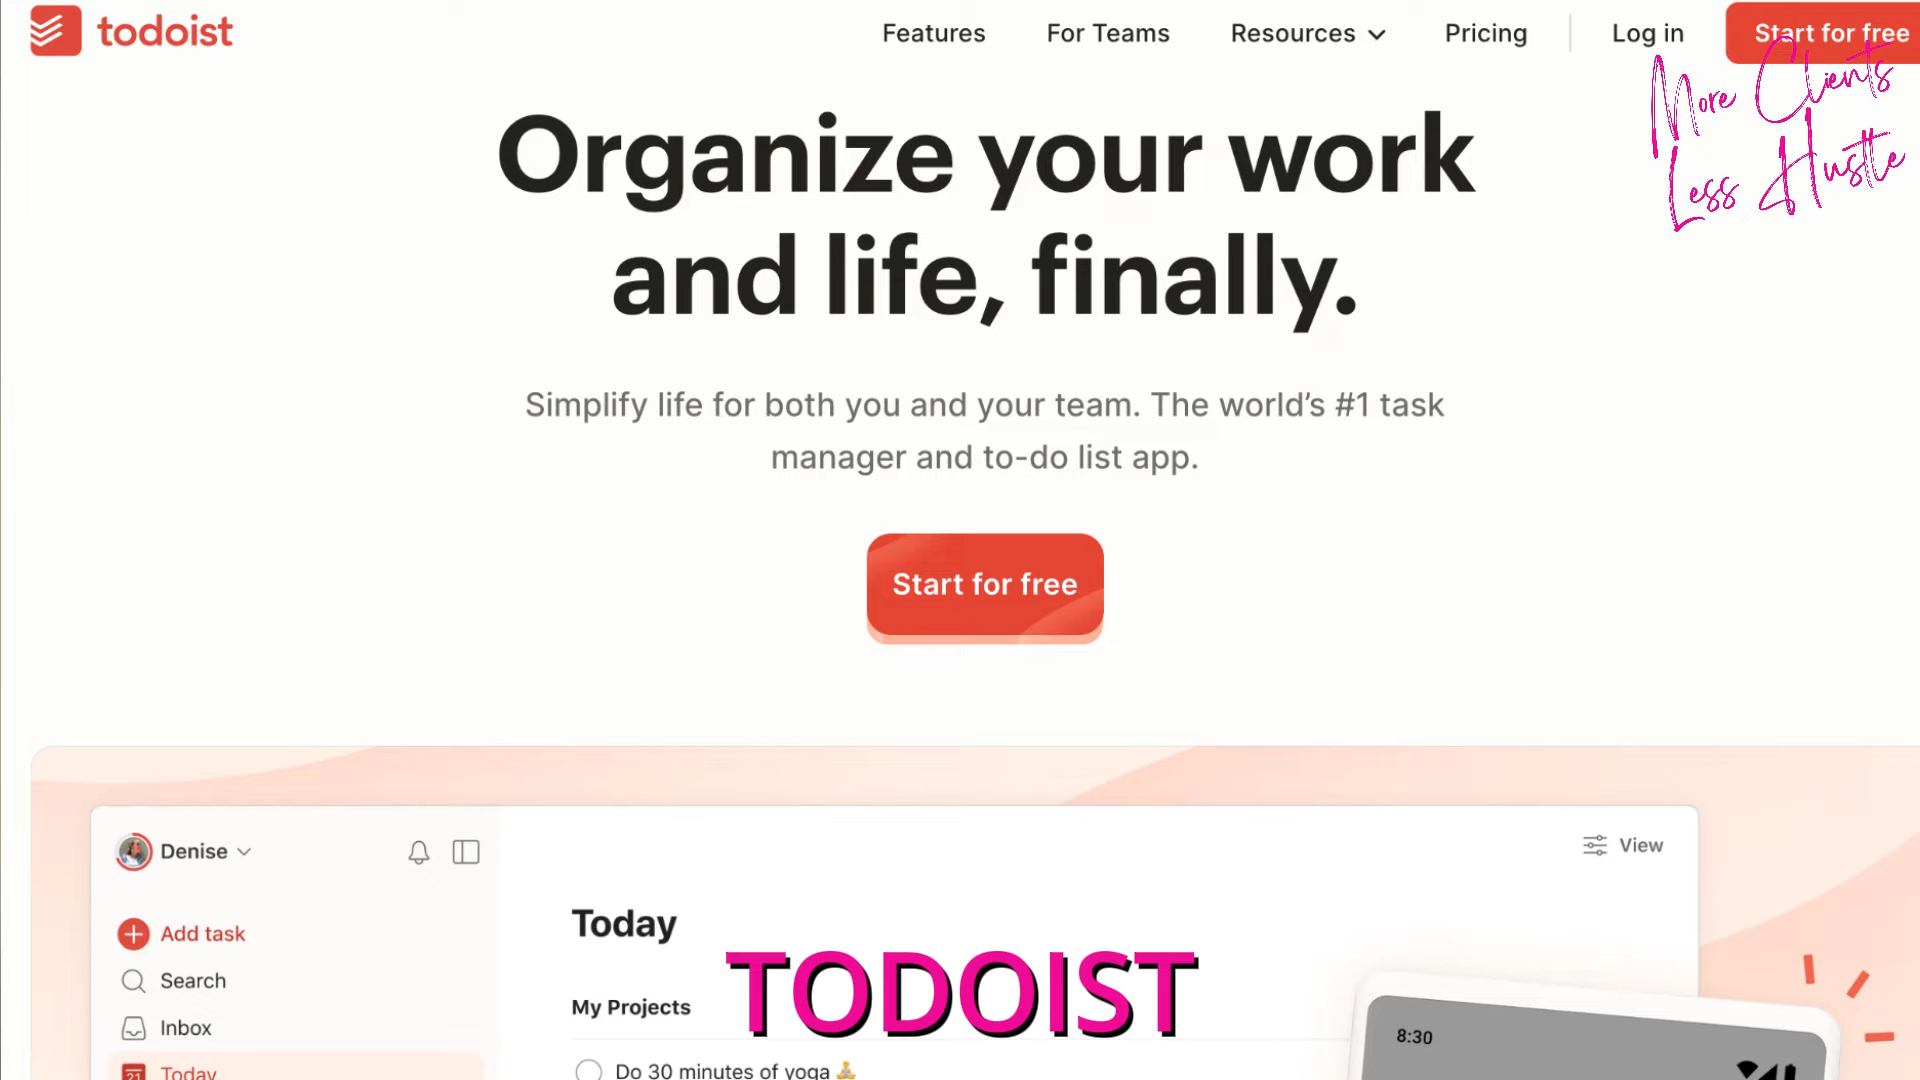 todoist
Features
For Teams
Resources
Pricing
Log in
Start for free
More Clients
Less Hustle
Organize your work
and life, finally.
Simplify life for both you and your team. The world’s #1 task
manager and to-do list app.
Start for free
Denise
View
Add task
Today
Search
TODOIST
My Projects
Inbox
8:30
21
Today
Do 30 minutes of yoga 🧘